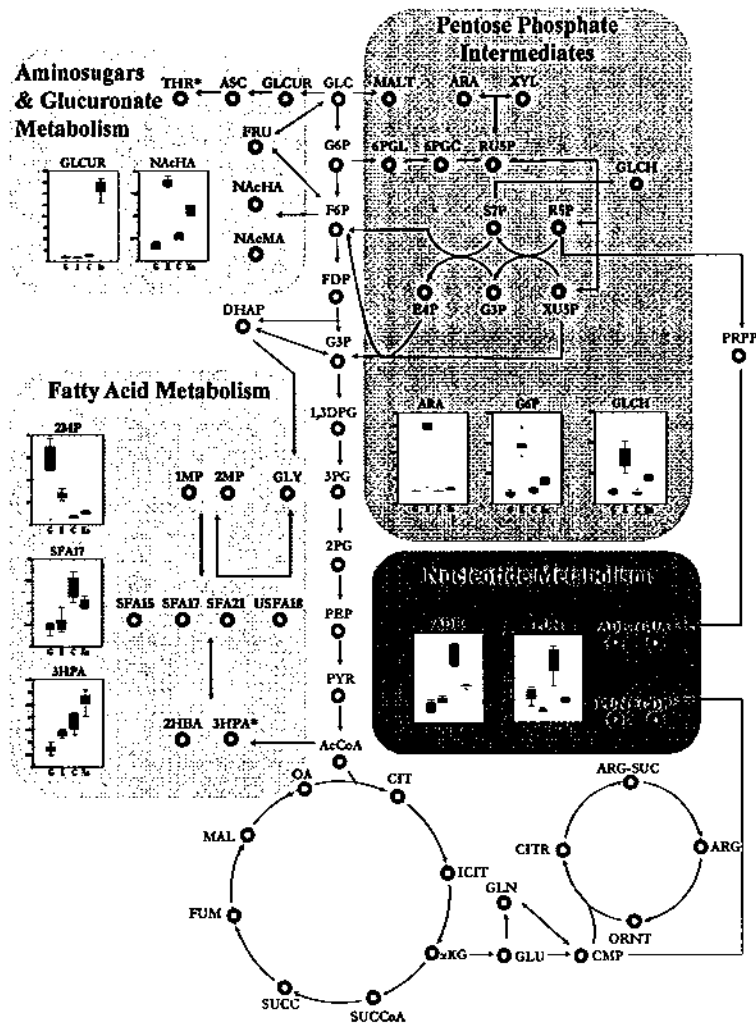 Pentose Phosphate
Intermediates
Aminosugars
& Glucuronate
Metabolism
THR* ASC GLCUR GLC MALT ARA XYL
FRU
G6P 6PGL 6PGC RU5P
GLCH
GLCUR NAcHA
NAcHA
F6P
S7P R5P
NAcMA
FDP
E4P G3P XU5P
DHAP
G3P
PRPP
Fatty Acid Metabolism
2MP
1,3DPG
ARA G6P GLCH
1MP 2MP GLY
3PG
SFA17
2PG
Nucleotide Metabolism
SFA15 SFA17 SFA21 USFA18
PEP
ADE
3HPA
PYR
2HBA 3HPA*
AcCoA
OA CIT
ARG-SUC
MAL
CITR ARG
ICIT
GLN
FUM
ORNT
αKG GLU CMP
SUCC
SUCCoA